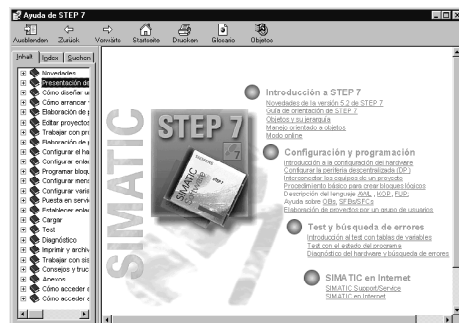 Ayuda de STEP 7
Ausblenden Zurück Vorwärts Startseite Drucken Glosario Objetos
Inhalt Index Suchen
Novedades
Presentación de
Cómo diseñar u
Cómo arrancar
Elaboración de p
Editar proyectos
Trabajar con pro
Elaboración de p
Configurar el ha
Configurar enlac
Programar bloq
Configurar mens
Configurar varia
Puesta en servic
Establecer enlac
Cargar
Test
Diagnóstico
Imprimir y archiv
Trabajar con sis
Consejos y truc
Anexos
Cómo acceder a
Cómo acceder a
SIMATIC
STEP 7
SIMATIC
Software
Introducción a STEP 7
Novedades de la versión 5.2 de STEP 7
Guía de orientación de STEP 7
Objetos y su jerarquía
Manejo orientado a objetos
Modo online
Configuración y programación
Introducción a la configuración del hardware
Configurar la periferia descentralizada (DP)
Interconectar los equipos de un proyecto
Procedimiento básico para crear bloques lógicos
Descripción del lenguaje AWL , KOP , FUP;
Ayuda sobre OBs, SFBs/SFCs
Elaboración de proyectos por un grupo de usuarios
Test y búsqueda de errores
Introducción al test con tablas de variables
Test con el estado del programa
Diagnóstico del hardware y búsqueda de errores
SIMATIC en Internet
SIMATIC Support/Service
SIMATIC en Internet